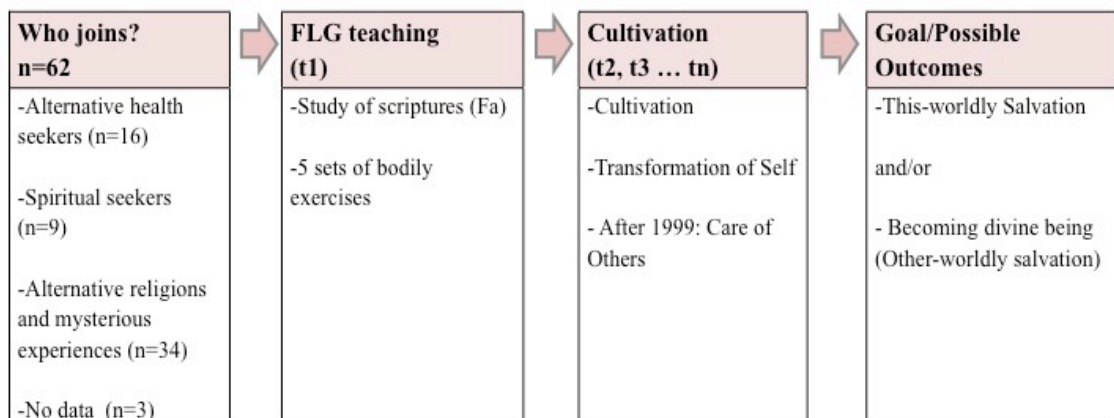 Who joins?
n=62
-Alternative health
seekers (n=16)
-Spiritual seekers
(n=9)
-Alternative religions
and mysterious
experiences (n=34)
-No data  (n=3)
FLG teaching
(t1)
-Study of scriptures (Fa)
-5 sets of bodily
exercises
Cultivation
(t2, t3 … tn)
-Cultivation
-Transformation of Self
- After 1999: Care of
Others
Goal/Possible
Outcomes
-This-worldly Salvation
and/or
- Becoming divine being
(Other-worldly salvation)